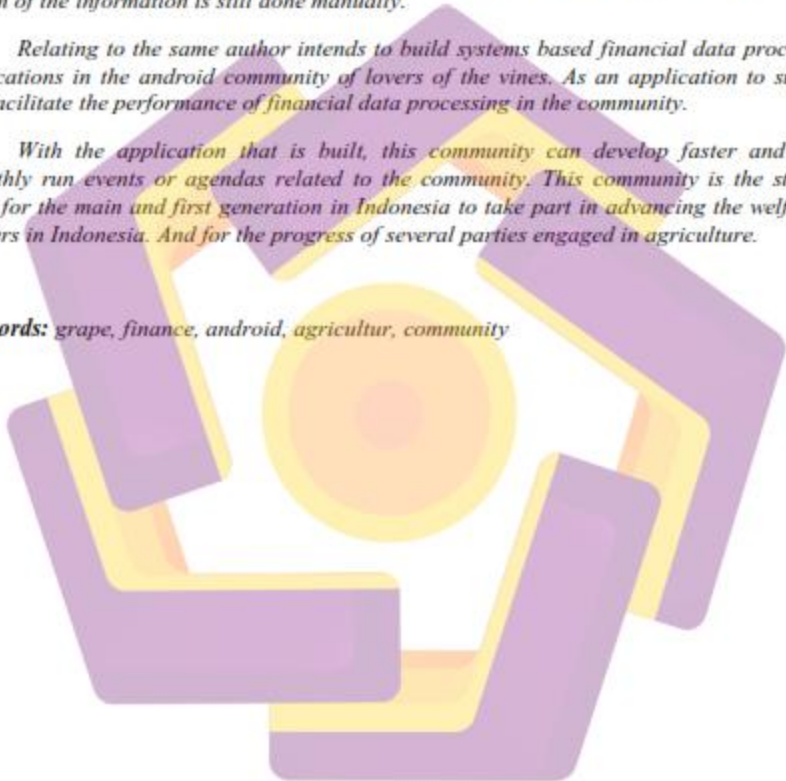 of the information is still done manually.
Relating to the same author intends to build systems based financial data proc
cations in the android community of lovers of the vines. As an application to su
acilitate the performance of financial data processing in the community.
With the application that is built, this community can develop faster and
thly run events or agendas related to the community. This community is the st
for the main and first generation in Indonesia to take part in advancing the welf
rs in Indonesia. And for the progress of several parties engaged in agriculture.
ords: grape, finance, android, agricultur, community